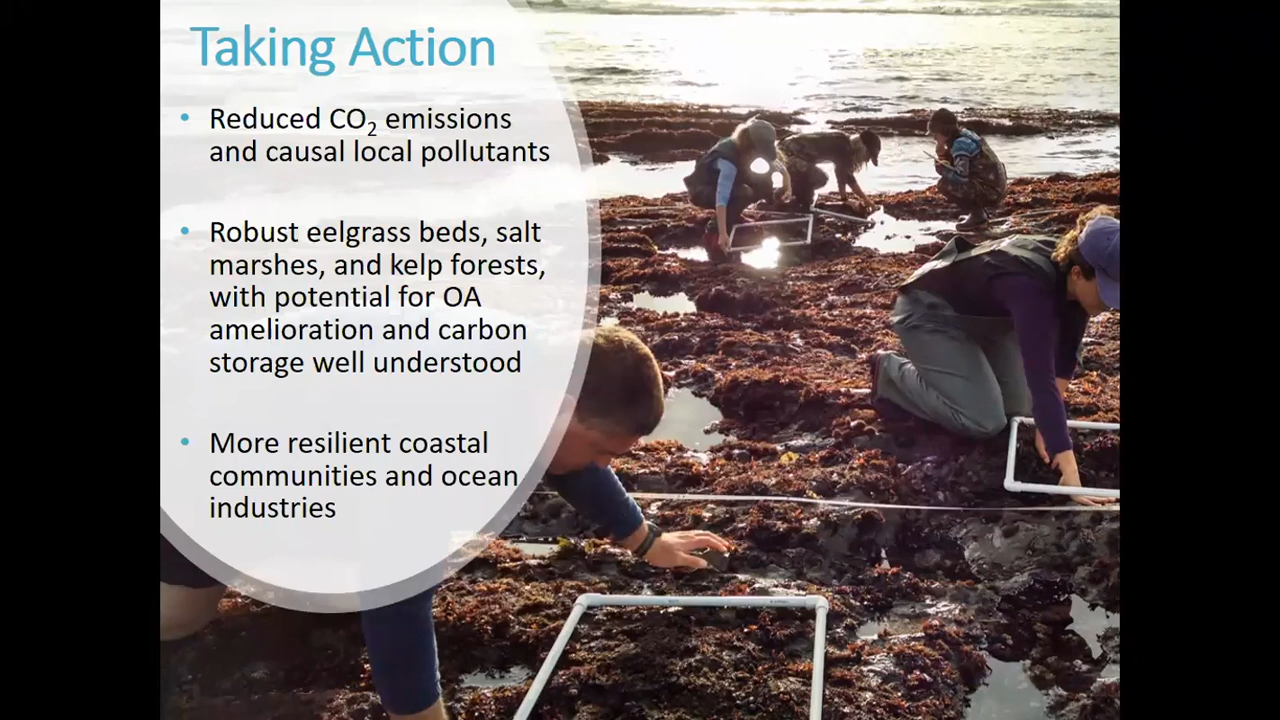 Taking Action
• Reduced CO₂ emissions
and causal local pollutants
• Robust eelgrass beds, salt
marshes, and kelp forests,
with potential for OA
amelioration and carbon
storage well understood
• More resilient coastal
communities and ocean
industries